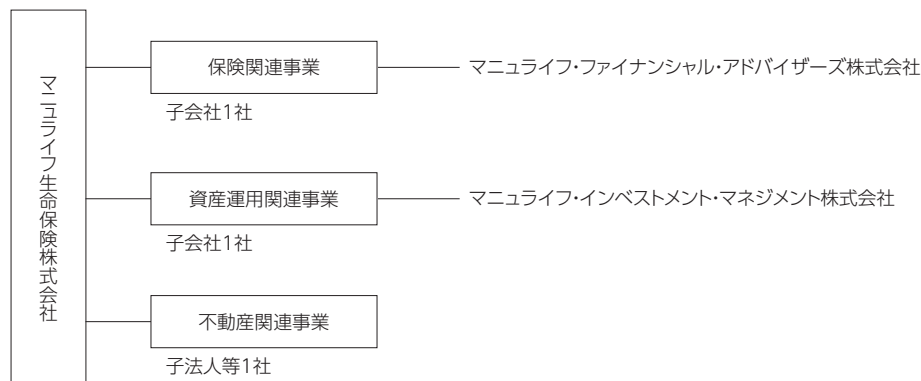 マニュライフ生命保険株式会社
保険関連事業
マニュライフ・ファイナンシャル・アドバイザーズ株式会社
子会社1社
資産運用関連事業
マニュライフ・インベストメント・マネジメント株式会社
子会社1社
不動産関連事業
子法人等1社